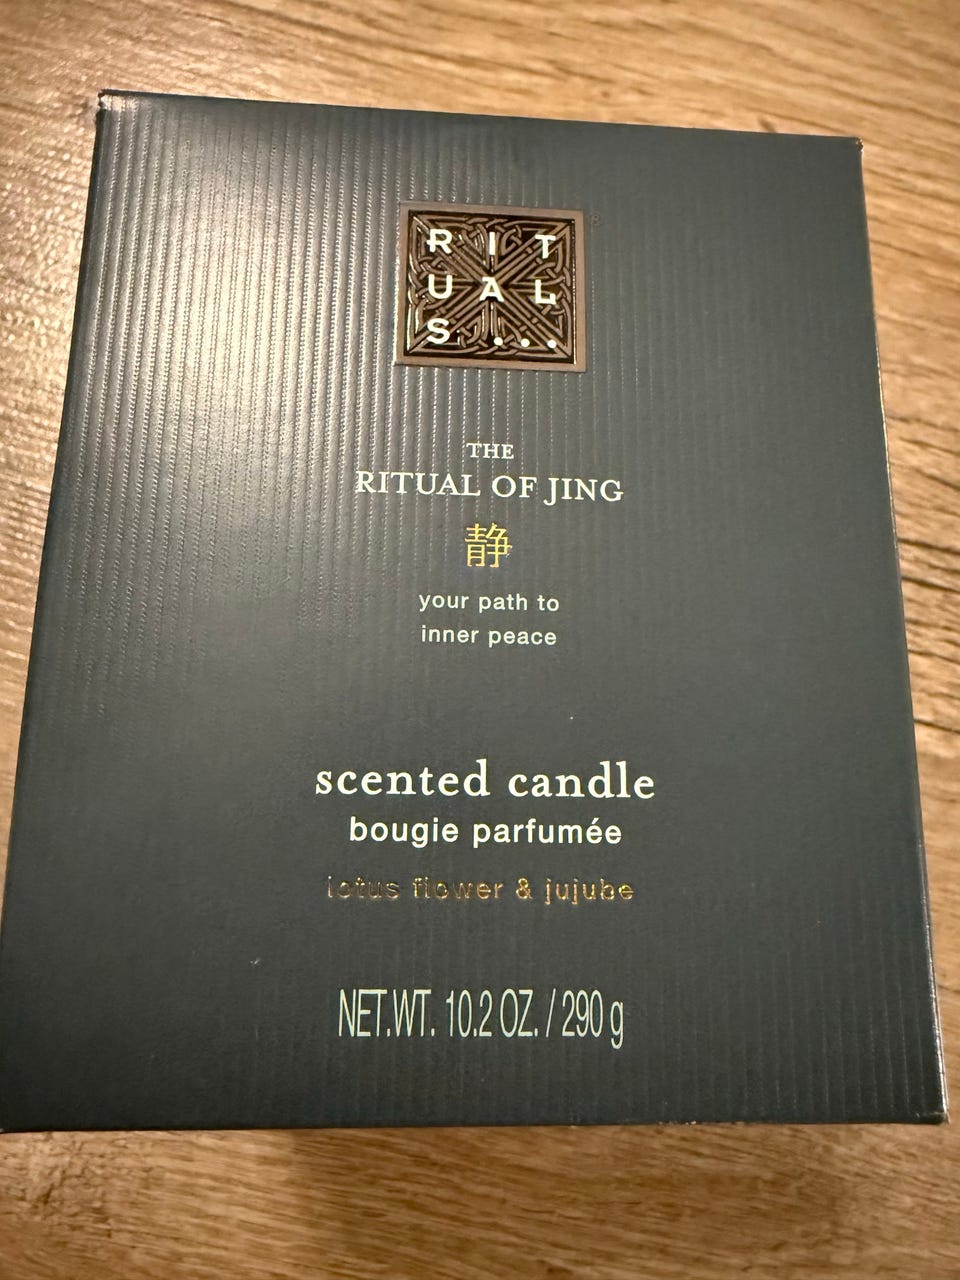 RIT
UAL
S...
®
THE
RITUAL OF JING
静
your path to
inner peace
scented candle
bougie parfumée
lotus flower & jujube
NET.WT. 10.2 OZ. / 290 g